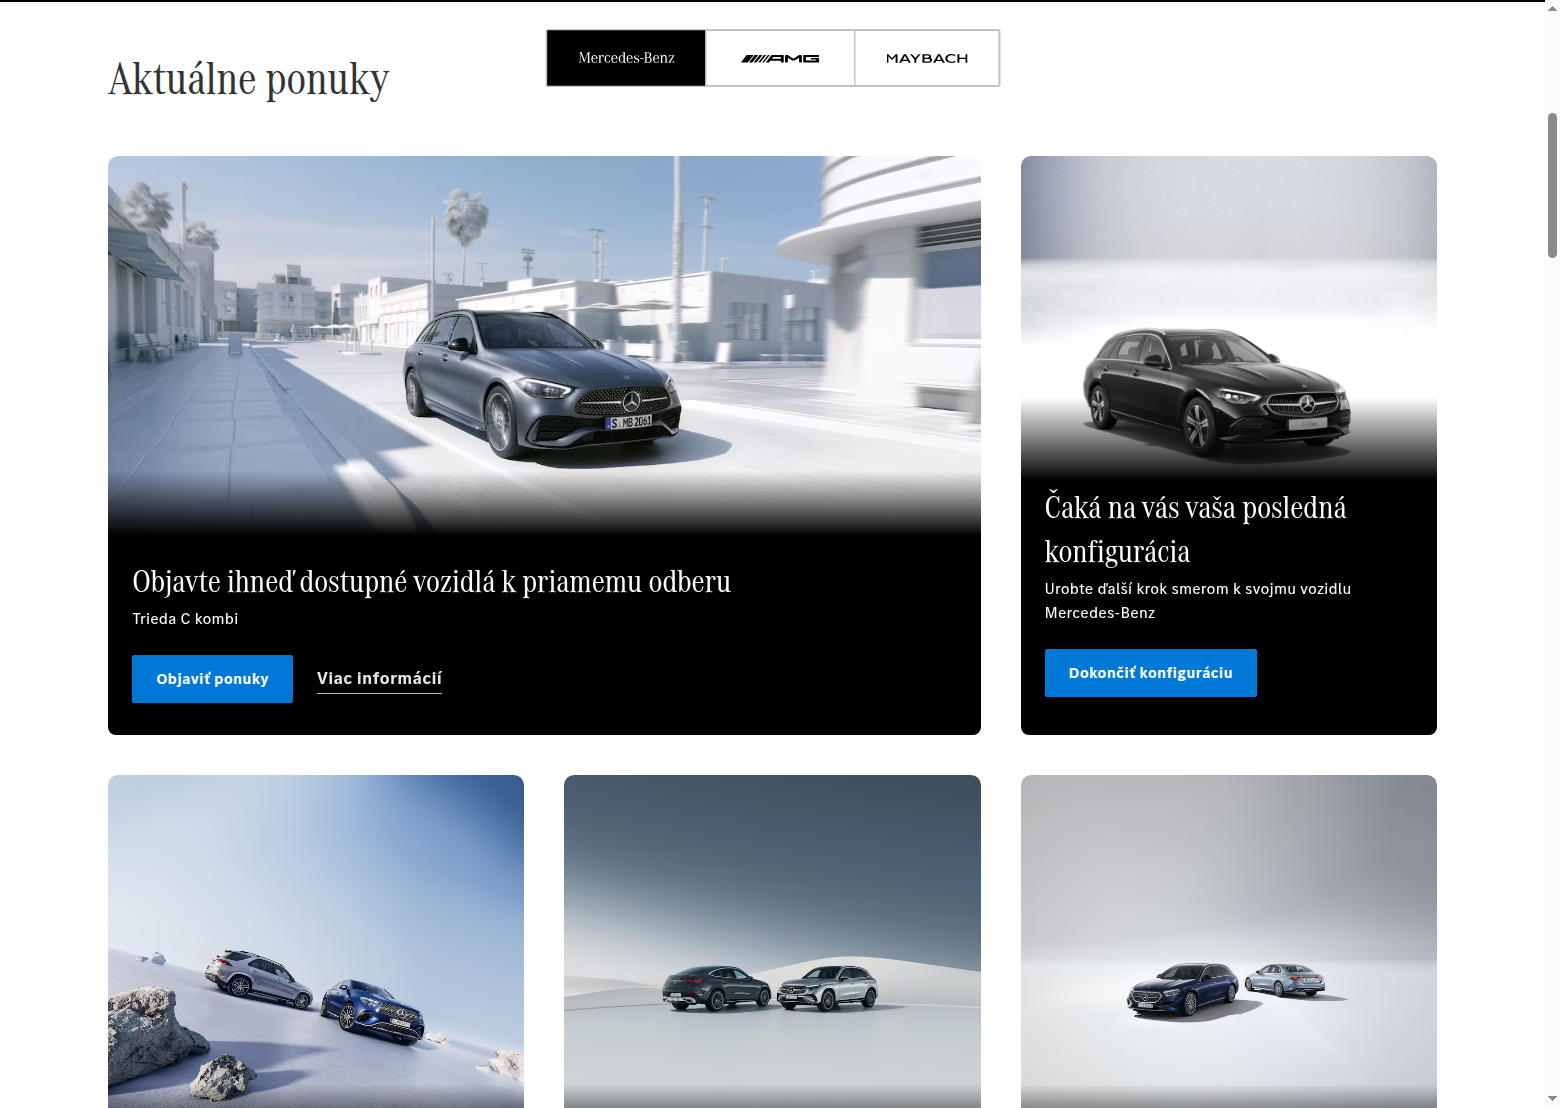 Aktuálne ponuky
Mercedes-Benz
AMG
MAYBACH
S MB 2061
Objavte ihneď dostupné vozidlá k priamemu odberu
Trieda C kombi
Objaviť ponuky
Viac informácií
Čaká na vás vaša posledná
konfigurácia
Urobte ďalší krok smerom k svojmu vozidlu
Mercedes-Benz
Dokončiť konfiguráciu